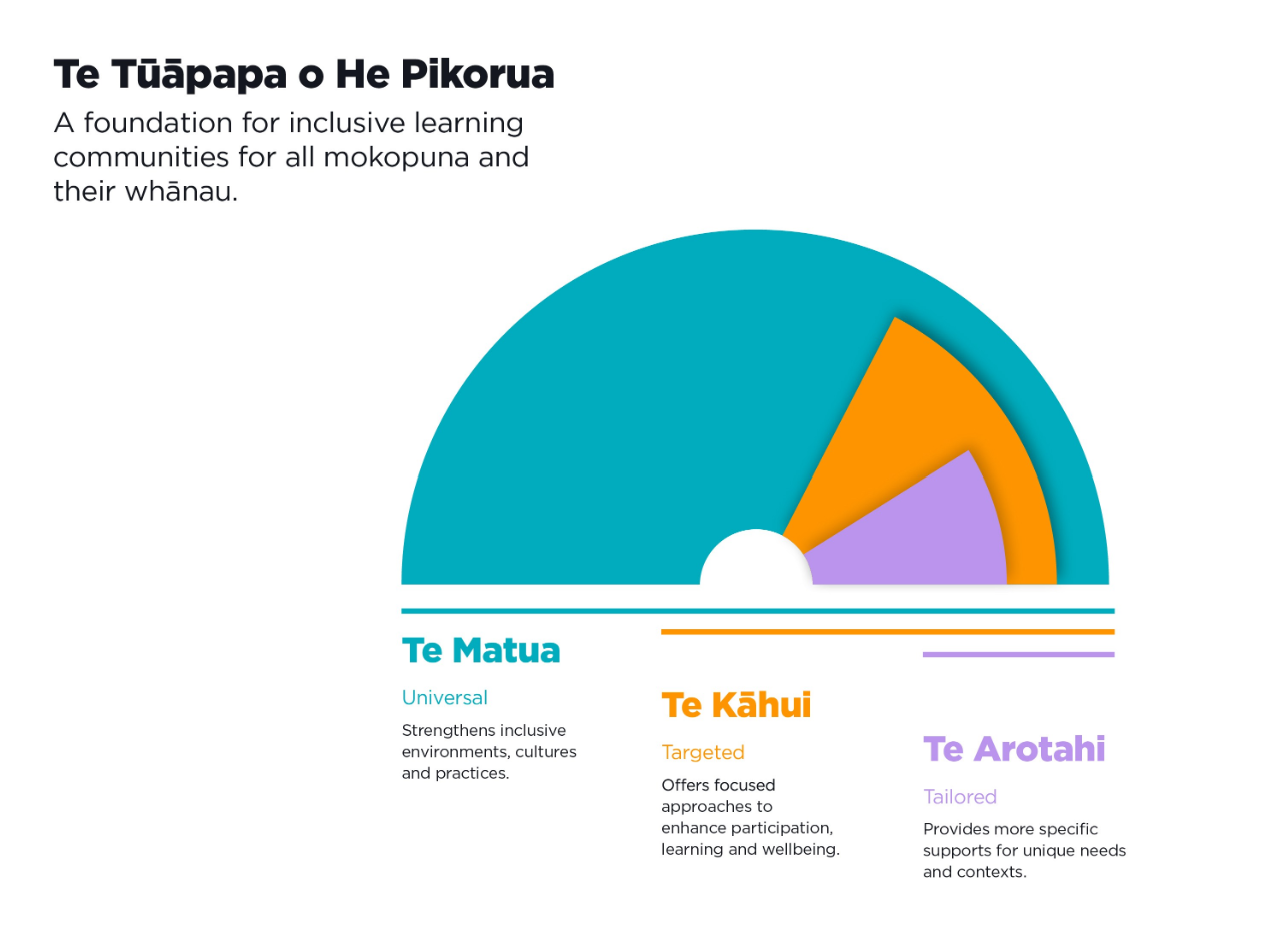 Te Tūāpapa o He Pikorua
A foundation for inclusive learning
communities for all mokopuna and
their whānau.
Te Matua
Universal
Strengthens inclusive
environments, cultures
and practices.
Te Kāhui
Targeted
Offers focused
approaches to
enhance participation,
learning and wellbeing.
Te Arotahi
Tailored
Provides more specific
supports for unique needs
and contexts.